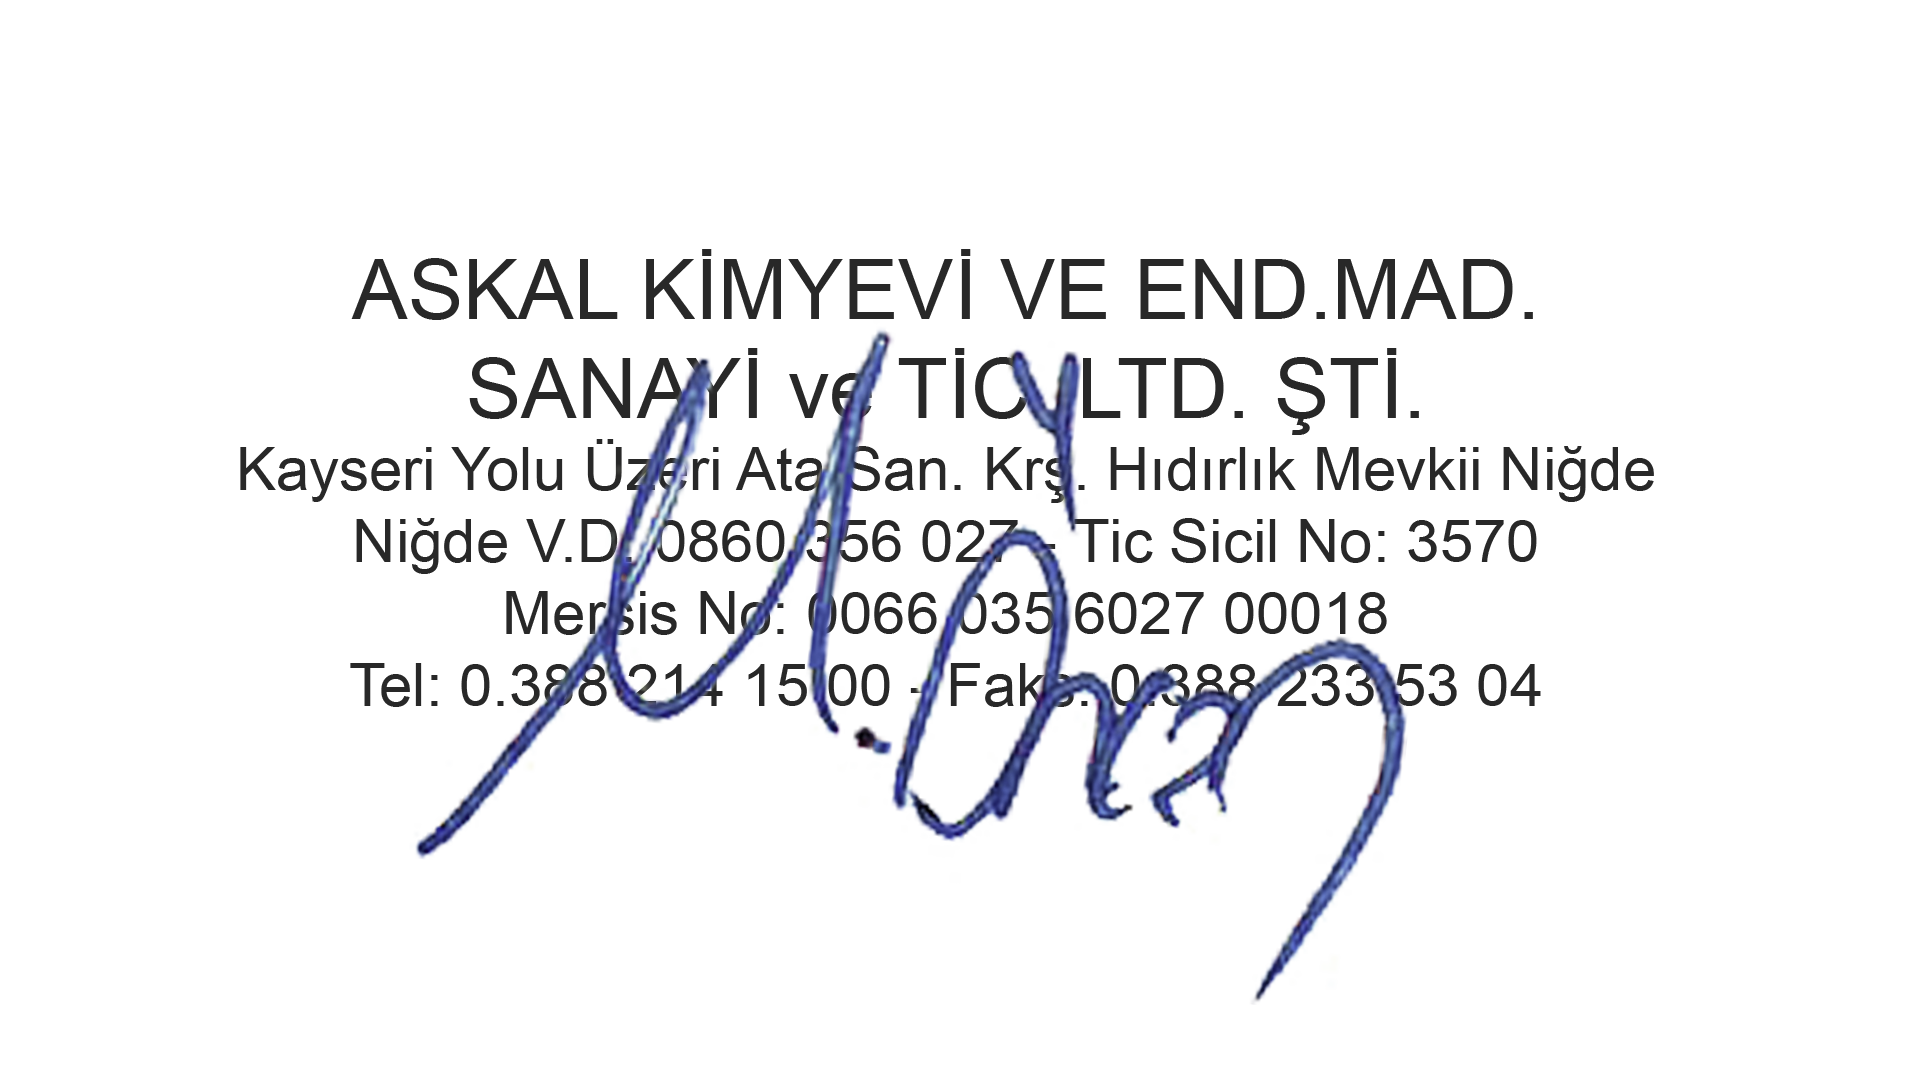 ASKAL KİMYEVİ VE END.MAD.
SANAYİ ve TİC. LTD. ŞTİ.
Kayseri Yolu Üzeri Ata San. Krş. Hıdırlık Mevkii Niğde
Niğde V.D. 0860 356 027 - Tic Sicil No: 3570
Mersis No: 0066 035 6027 00018
Tel: 0.388 214 15 00 - Faks: 0.388 233 53 04